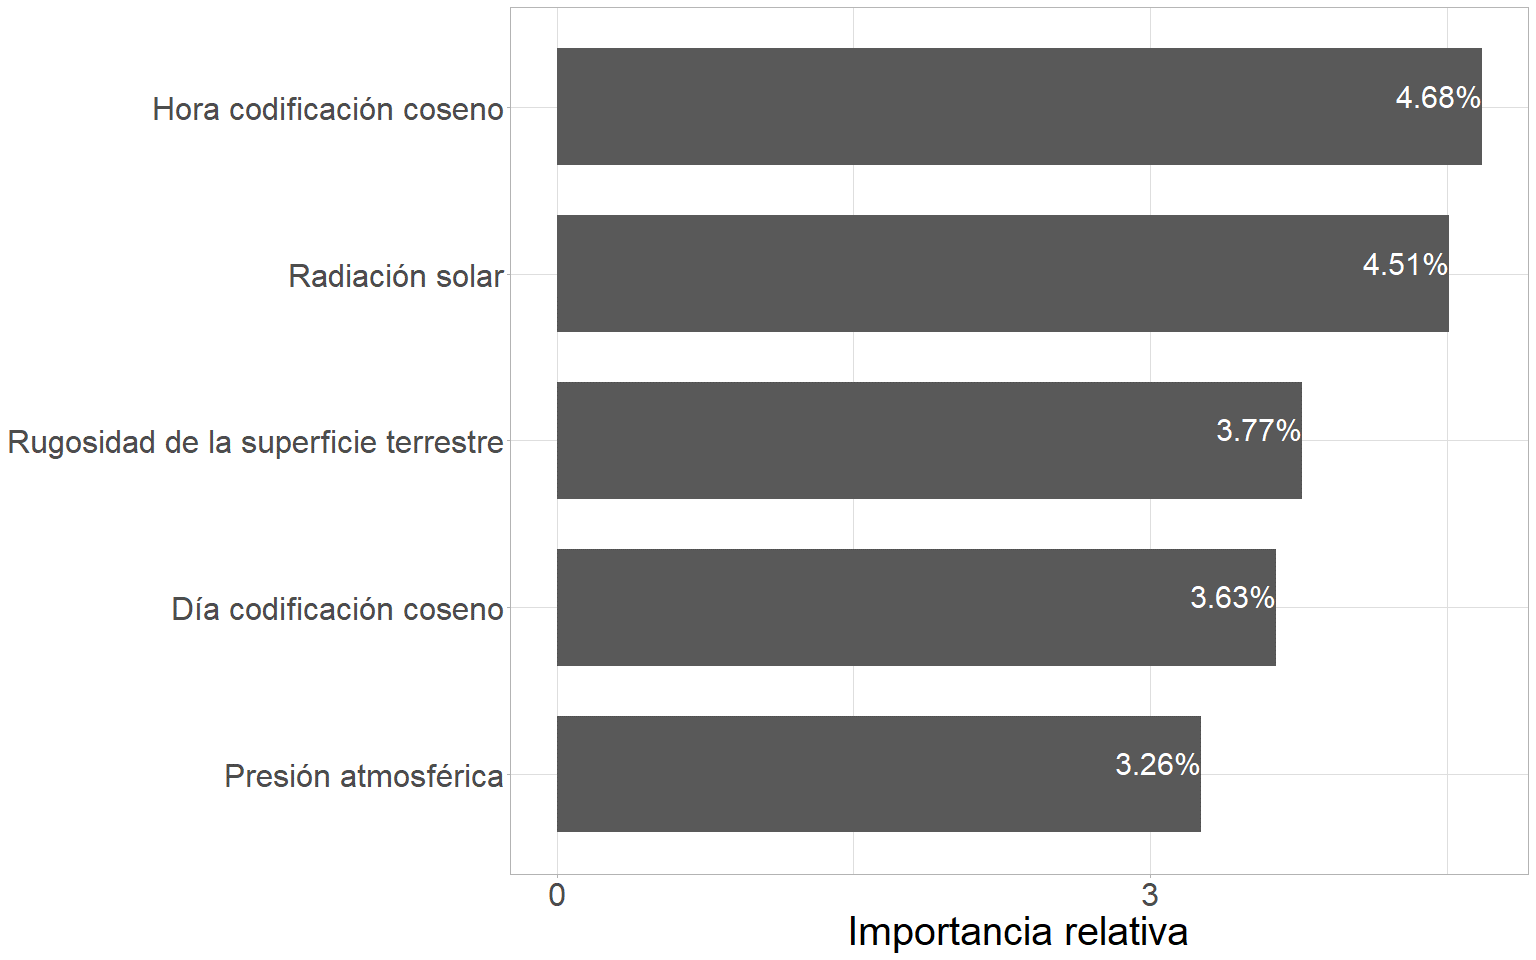 Hora codificación coseno
4.68%
Radiación solar
4.51%
Rugosidad de la superficie terrestre
3.77%
Día codificación coseno
3.63%
Presión atmosférica
3.26%
0
3
Importancia relativa